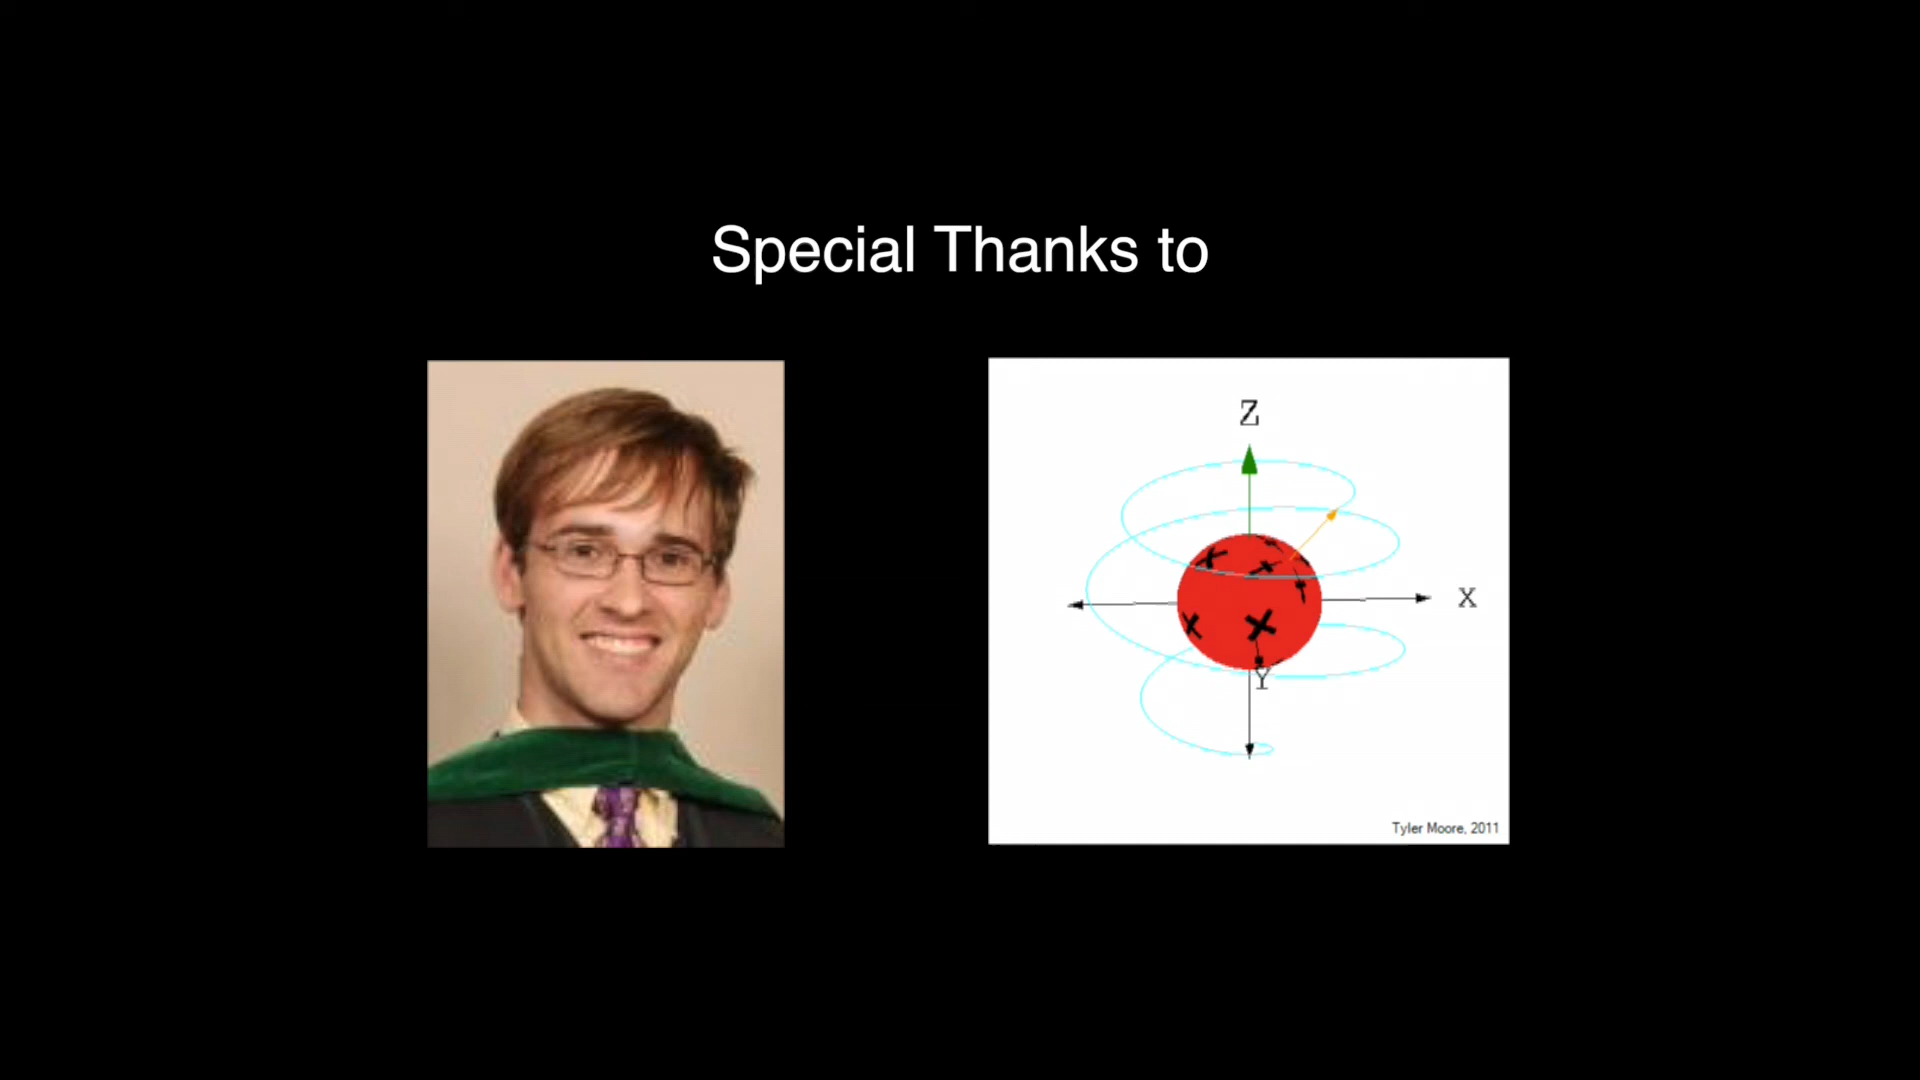 Special Thanks to
Z
X
Y
Tyler Moore, 2011